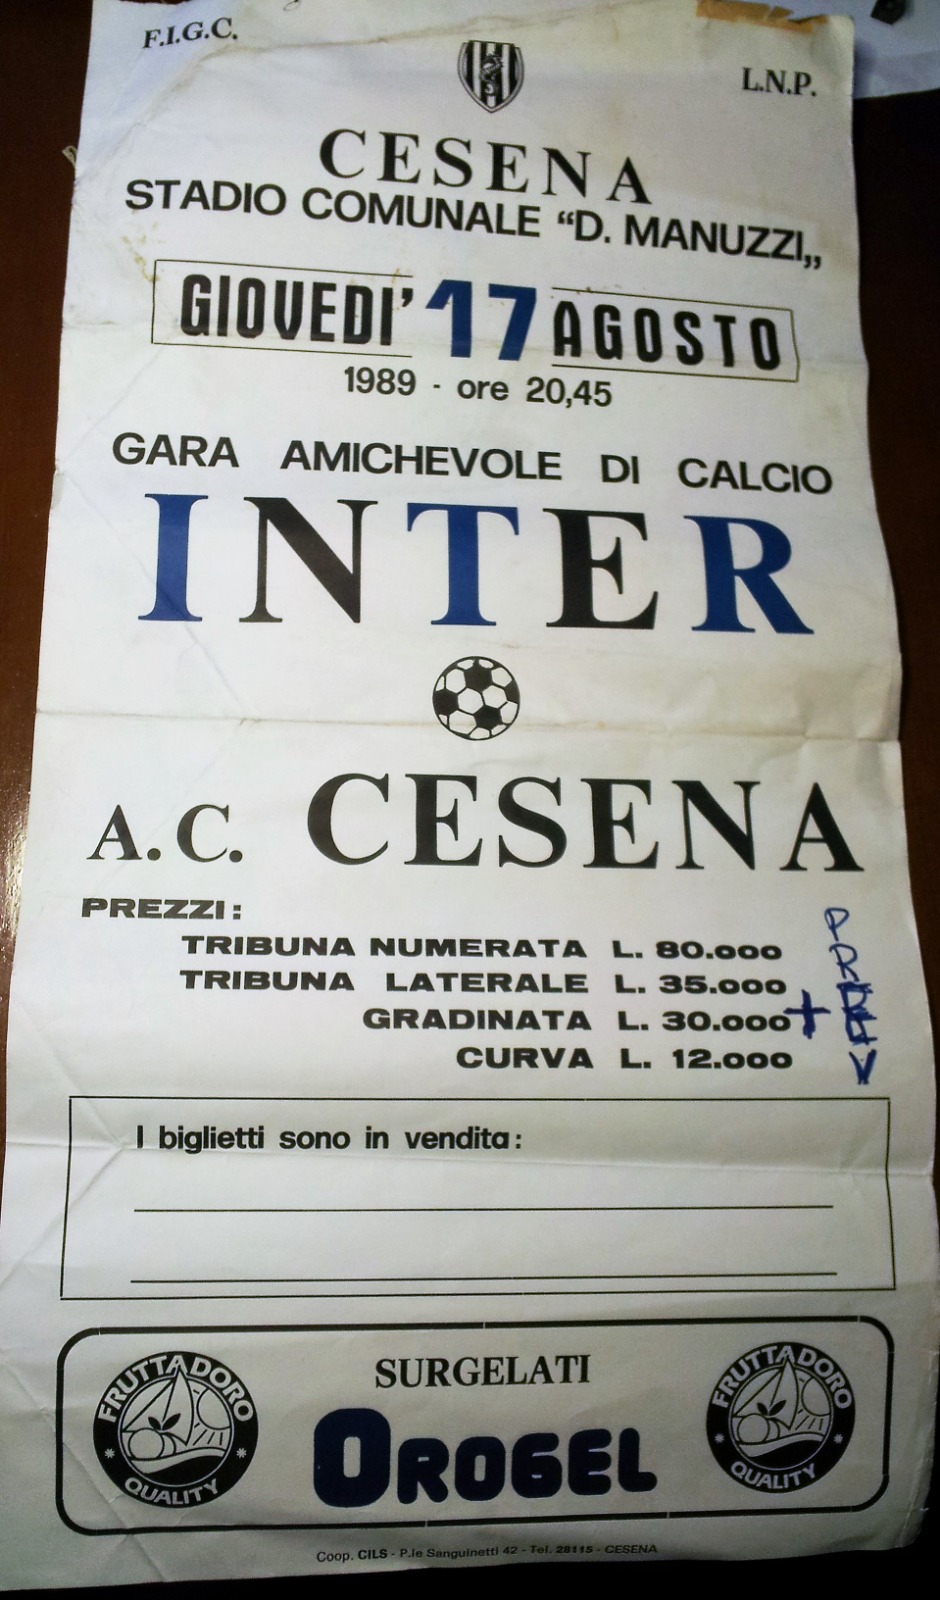 F.I.G.C.
L.N.P.
CESENA
STADIO COMUNALE “D. MANUZZI„
GIOVEDI’ 17 AGOSTO
1989 - ore 20,45
GARA AMICHEVOLE DI CALCIO
INTER
A.C. CESENA
PREZZI:
TRIBUNA NUMERATA L. 80.000
TRIBUNA LATERALE L. 35.000
GRADINATA L. 30.000
CURVA L. 12.000
+
I biglietti sono in vendita:
FRUTTADORO
QUALITY
SURGELATI
OROGEL
FRUTTADORO
QUALITY
Coop. CILS - P.le Sanguinetti 42 - Tel. 28115 - CESENA